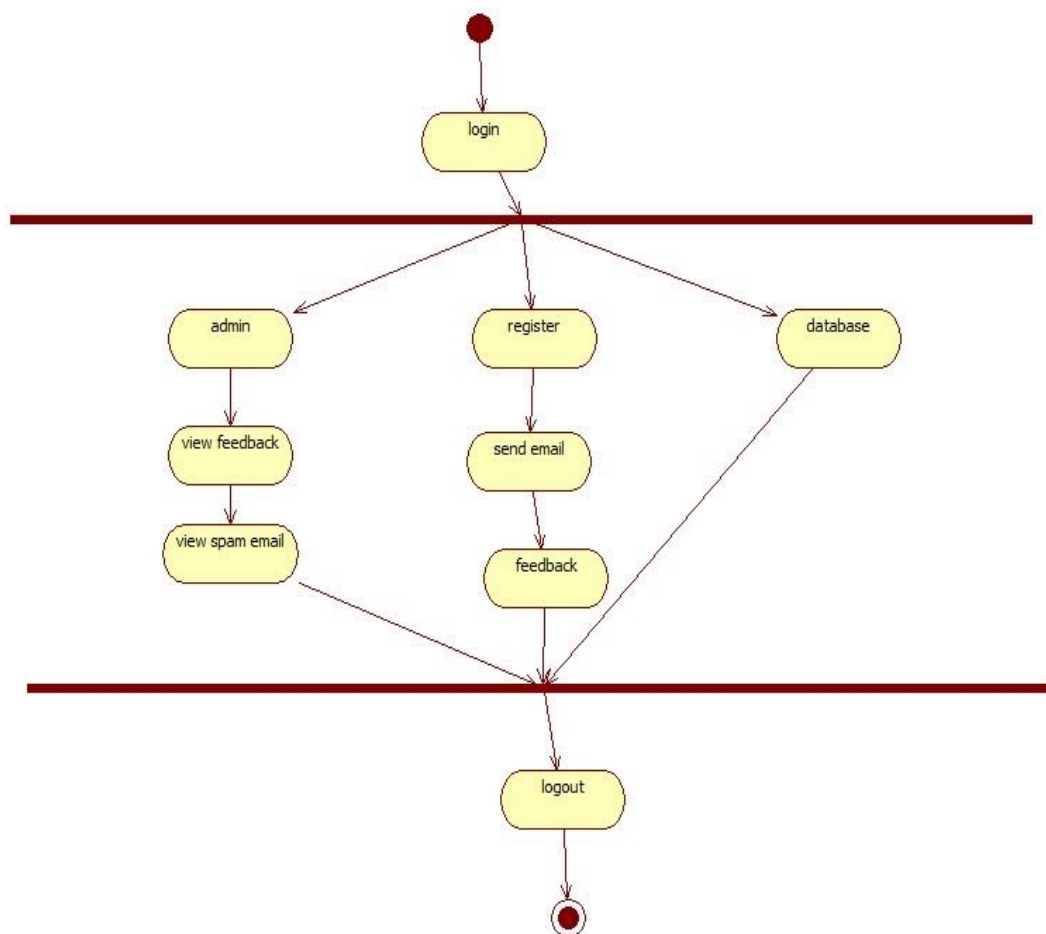 login
admin
register
database
view feedback
send email
view spam email
feedback
logout